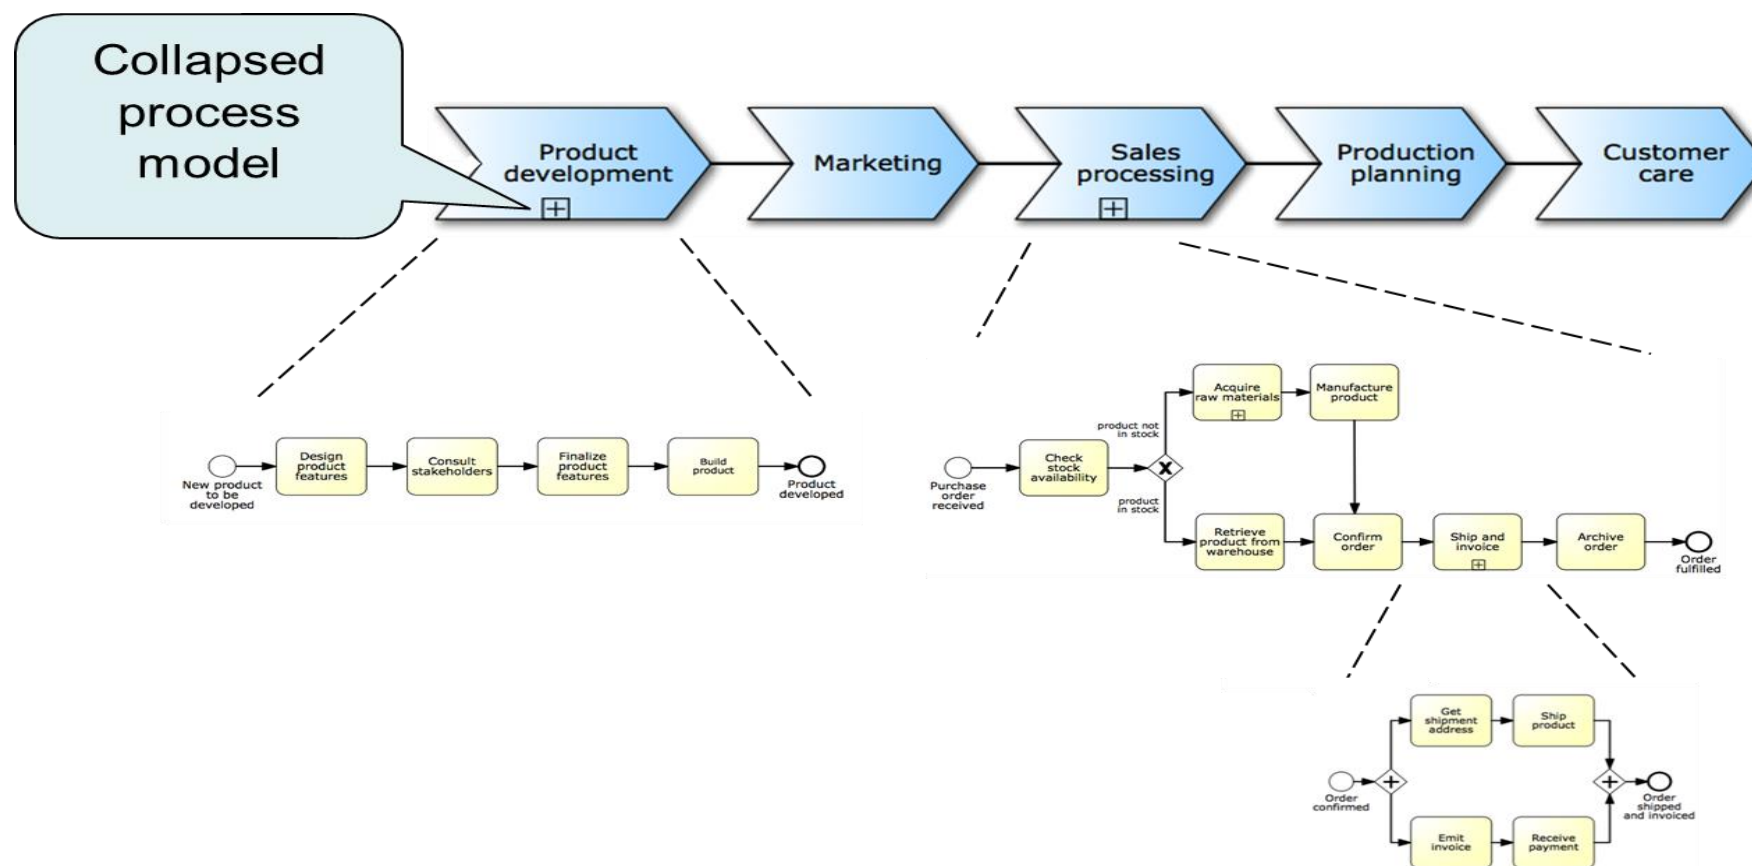 Collapsed
process
model
Product
development
Marketing
Sales
processing
Production
planning
Customer
care
New product
to be
developed
Design
product
features
Consult
stakeholders
Finalize
product
features
Build
product
Product
developed
Purchase
order
received
Check
stock
availability
product not
in stock
product
in stock
Acquire
raw materials
Manufacture
product
Retrieve
product from
warehouse
Confirm
order
Ship and
invoice
Archive
order
Order
fulfilled
Order
confirmed
Get
shipment
address
Ship
product
Emit
invoice
Receive
payment
Order
shipped
and invoiced